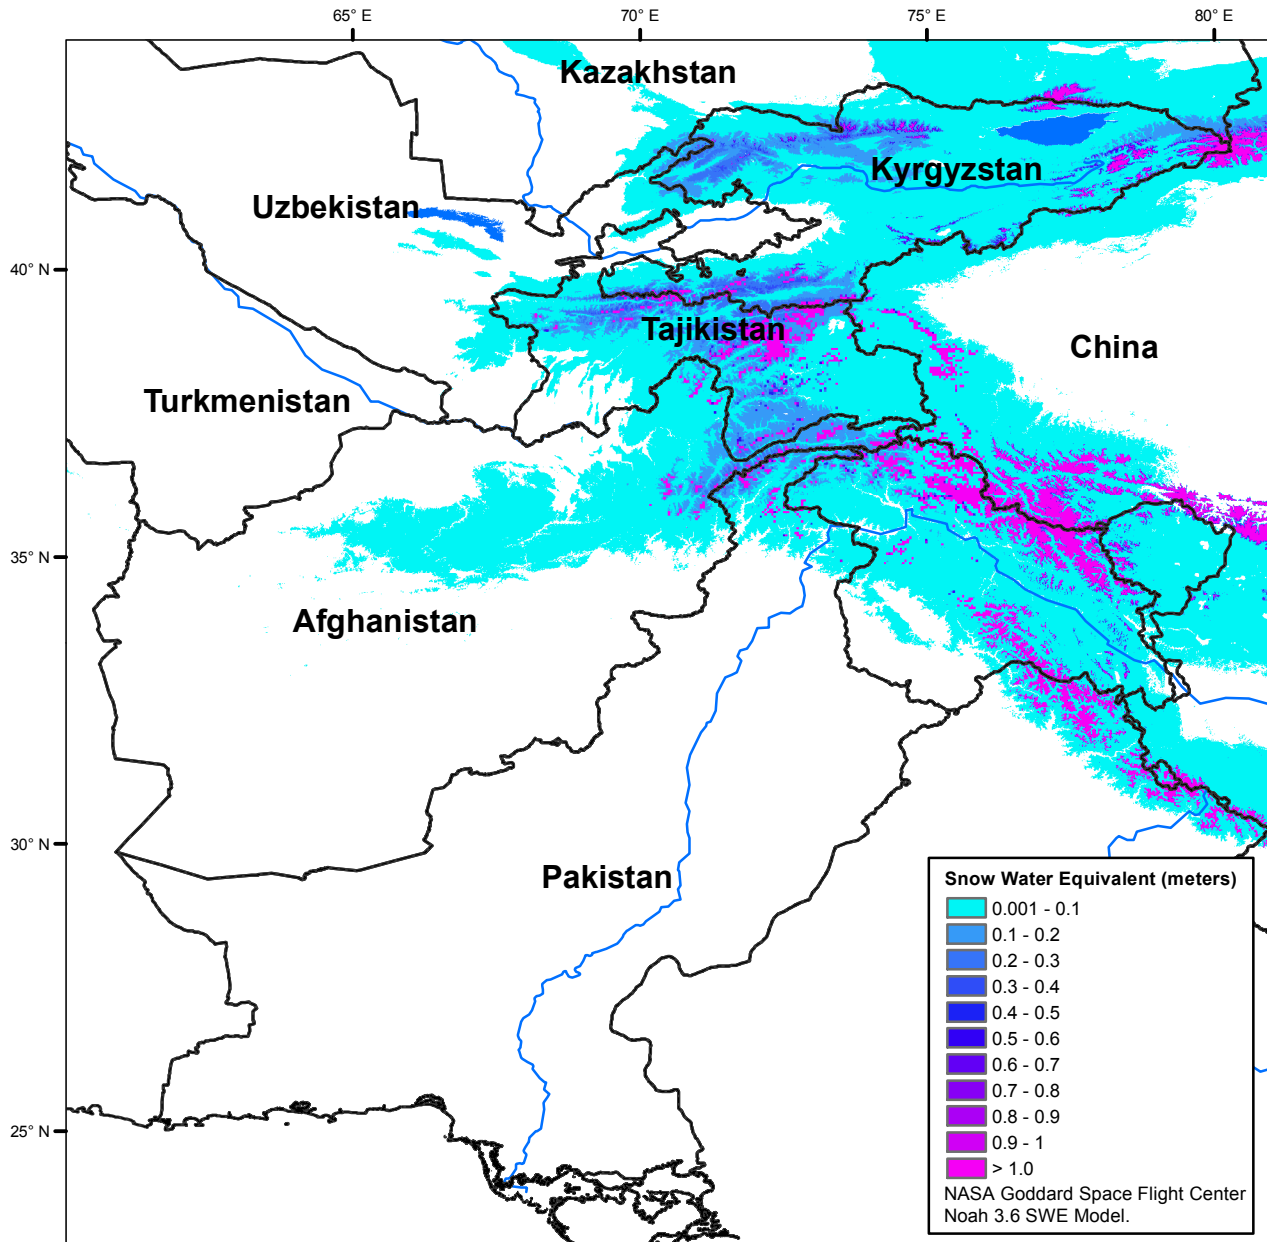 65° E
70° E
75° E
80° E
Kazakhstan
Kyrgyzstan
Uzbekistan
40° N
Tajikistan
China
Turkmenistan
35° N
Afghanistan
30° N
Pakistan
25° N
Snow Water Equivalent (meters)
0.001 - 0.1
0.1 - 0.2
0.2 - 0.3
0.3 - 0.4
0.4 - 0.5
0.5 - 0.6
0.6 - 0.7
0.7 - 0.8
0.8 - 0.9
0.9 - 1
> 1.0
NASA Goddard Space Flight Center
Noah 3.6 SWE Model.